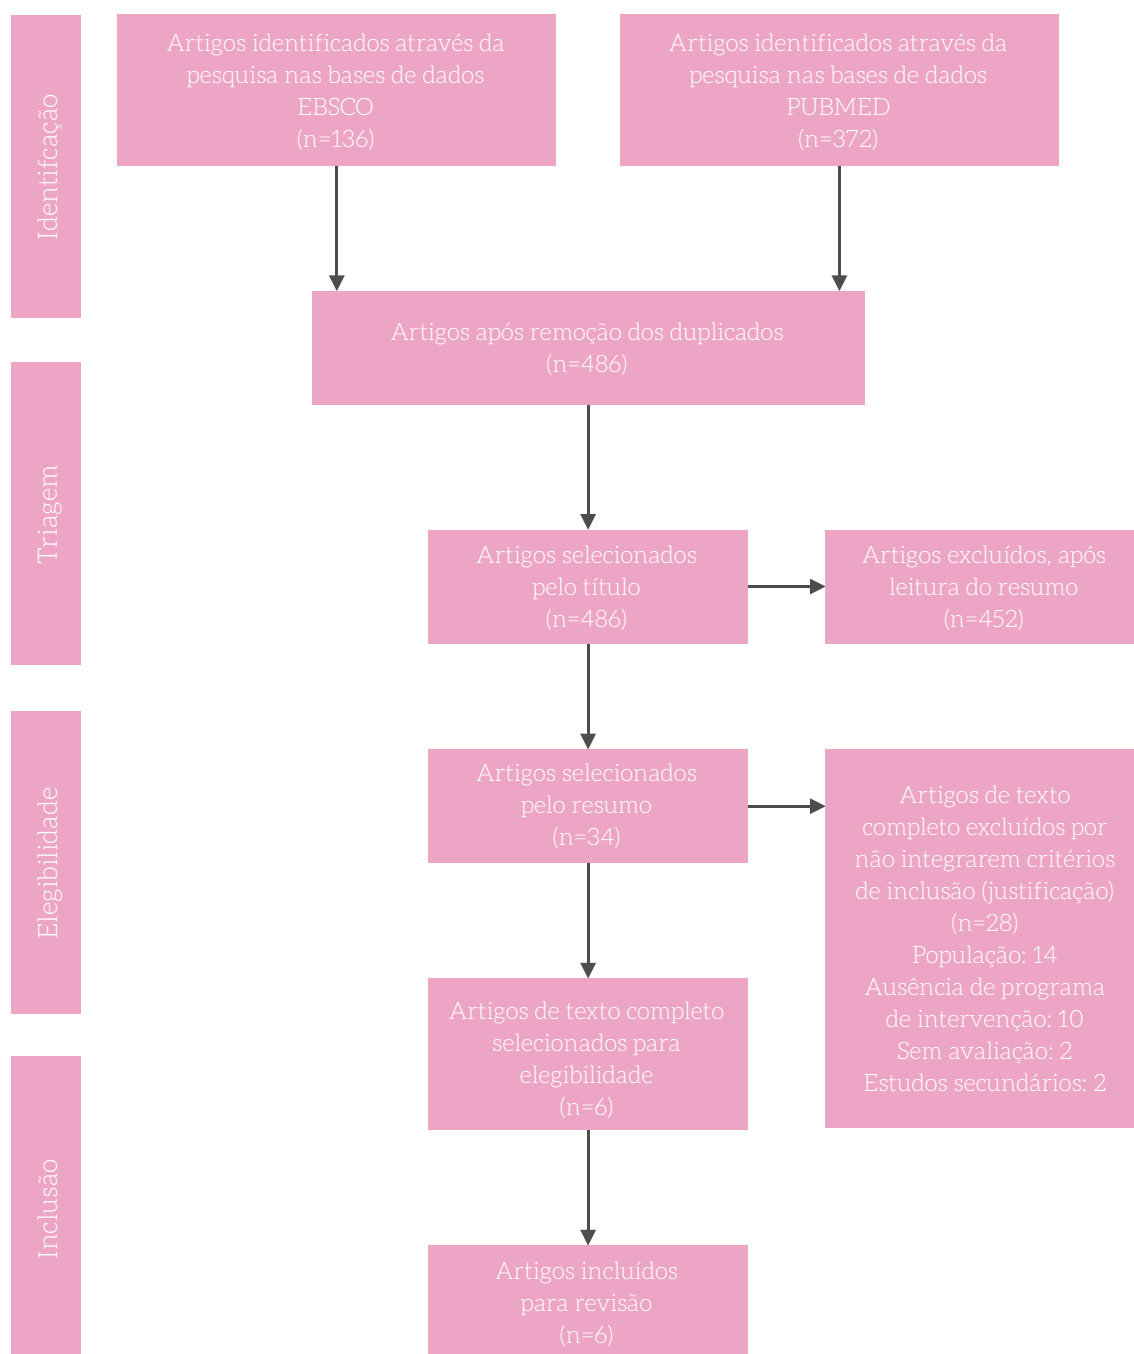 Identifcação
Artigos identificados através da
pesquisa nas bases de dados
EBSCO
(n=136)
Artigos identificados através da
pesquisa nas bases de dados
PUBMED
(n=372)
Artigos após remoção dos duplicados
(n=486)
Triagem
Artigos selecionados
pelo título
(n=486)
Artigos excluídos, após
leitura do resumo
(n=452)
Elegibilidade
Artigos selecionados
pelo resumo
(n=34)
Artigos de texto
completo excluídos por
não integrarem critérios
de inclusão (justificação)
(n=28)
População: 14
Ausência de programa
de intervenção: 10
Sem avaliação: 2
Estudos secundários: 2
Artigos de texto completo
selecionados para
elegibilidade
(n=6)
Inclusão
Artigos incluídos
para revisão
(n=6)